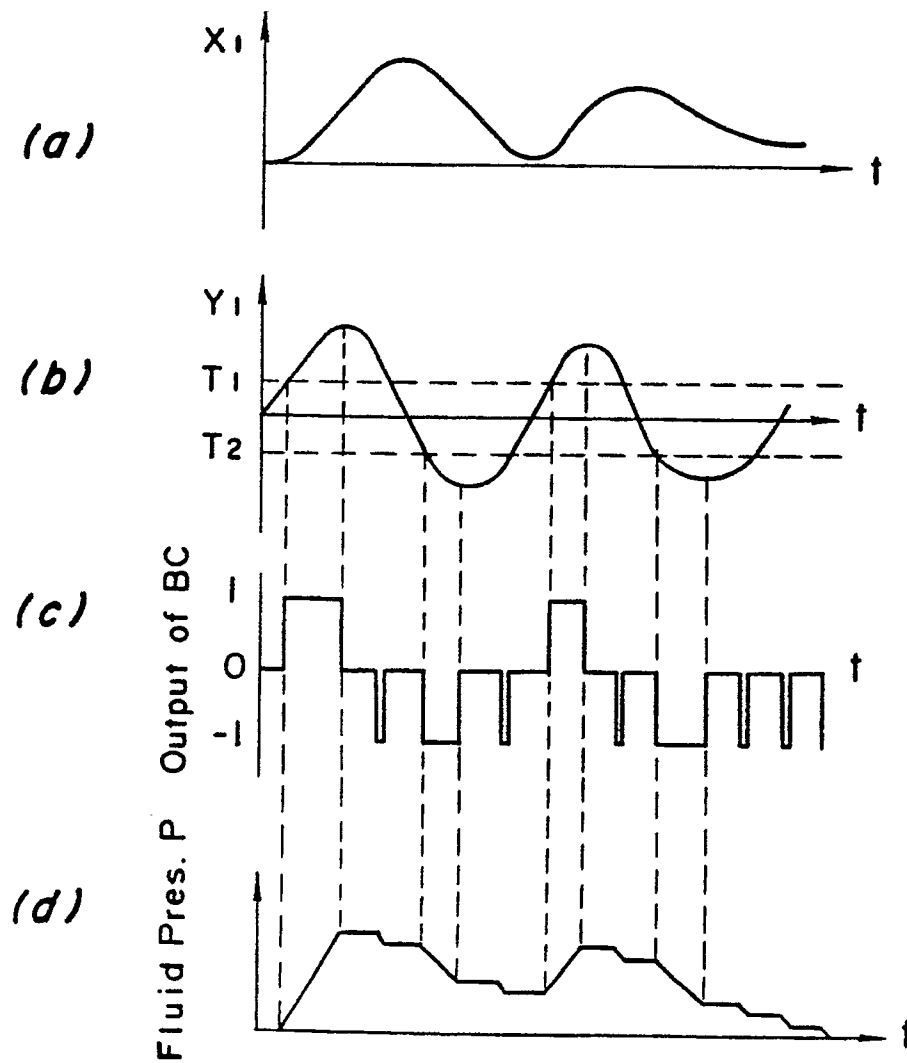 X1
(a)
t
Y1
T1
(b)
t
T2
Output of BC
1
(c)
0
t
-1
Fluid Pres. P
(d)
t